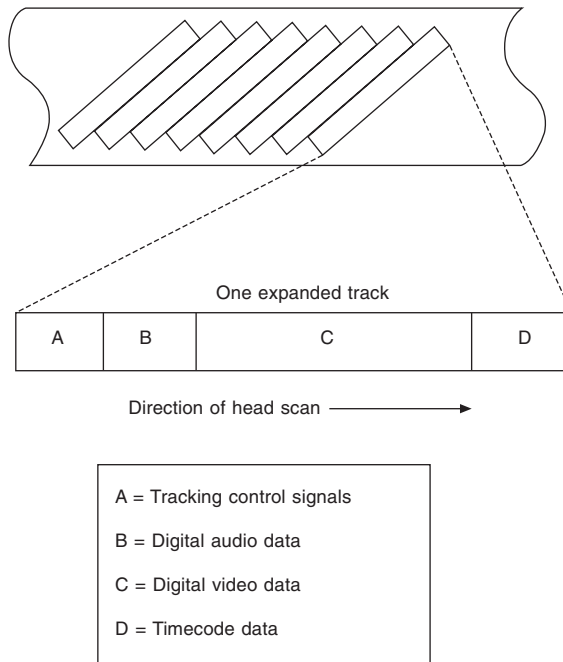 One expanded track
A B C D
Direction of head scan
A = Tracking control signals
B = Digital audio data
C = Digital video data
D = Timecode data